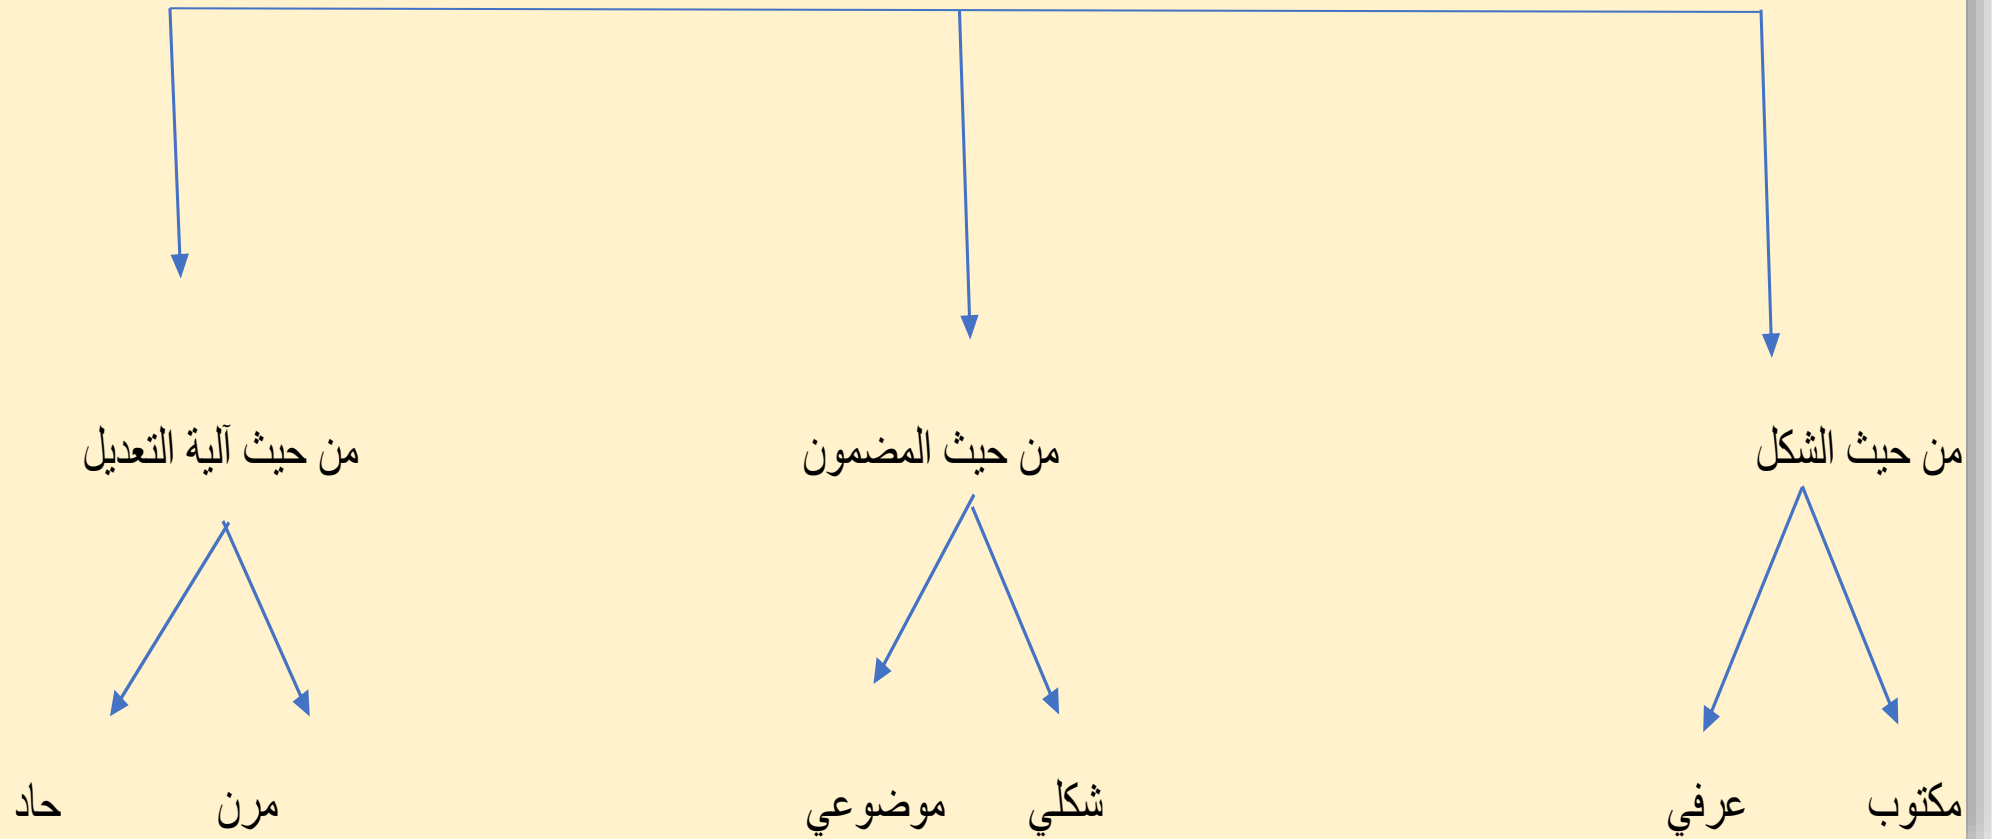 من حيث الشكل من حيث المضمون من حيث آلية التعديل
مكتوب عرفي شكلي موضوعي مرن حاد